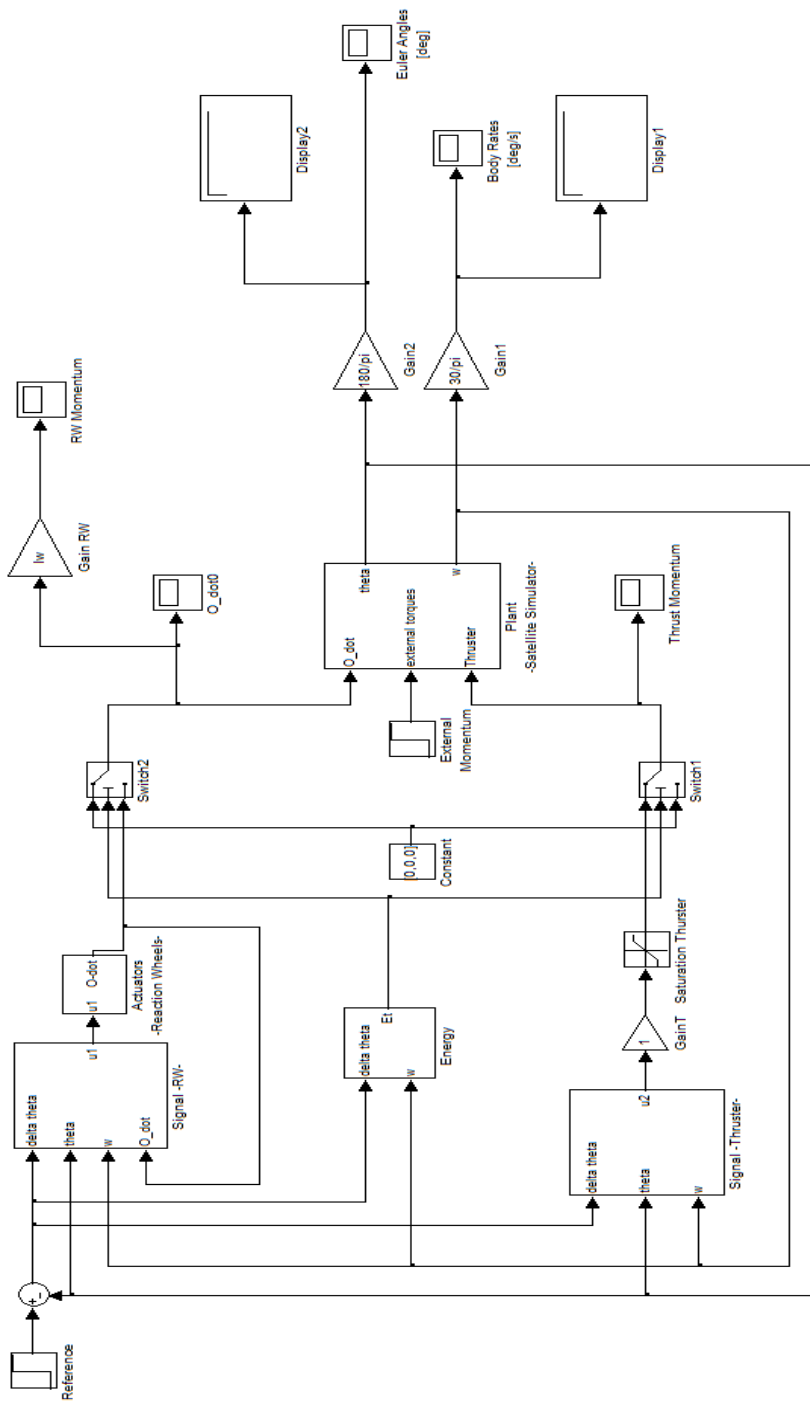 Reference
+
-
delta theta
theta
w
O_dot
u1
Signal -RW-
u1
O-dot
Actuators
-Reaction Wheels-
delta theta
w
Et
Energy
delta theta
theta
w
u2
Signal -Thruster-
1
GainT
Saturation Thurster
[0,0,0]
Constant
Switch2
Switch1
External
Momentum
O_dot0
Iw
Gain RW
RW Momentum
O_dot
external torques
Thruster
theta
w
Plant
-Satellite Simulator-
Thrust Momentum
180/pi
Gain2
30/pi
Gain1
Display2
Euler Angles
[deg]
Body Rates
[deg/s]
Display1